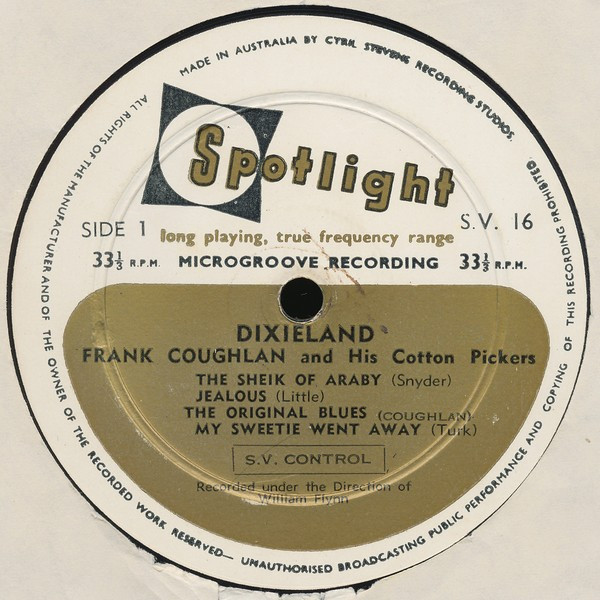 MADE IN AUSTRALIA BY CYRIL STEVENS RECORDING STUDIOS.
Spotlight
SIDE 1
S.V. 16
long playing, true frequency range
33⅓ R.P.M. MICROGROOVE RECORDING 33⅓ R.P.M.
DIXIELAND
FRANK COUGHLAN and His Cotton Pickers
THE SHEIK OF ARABY (Snyder)
JEALOUS (Little)
THE ORIGINAL BLUES (COUGHLAN)
MY SWEETIE WENT AWAY (Turk)
S.V. CONTROL
Recorded under the Direction of
William Flynn
ALL RIGHTS OF THE MANUFACTURER AND OF THE OWNER OF THE RECORDED WORK RESERVED— UNAUTHORISED BROADCASTING PUBLIC PERFORMANCE AND COPYING OF THIS RECORDING PROHIBITED